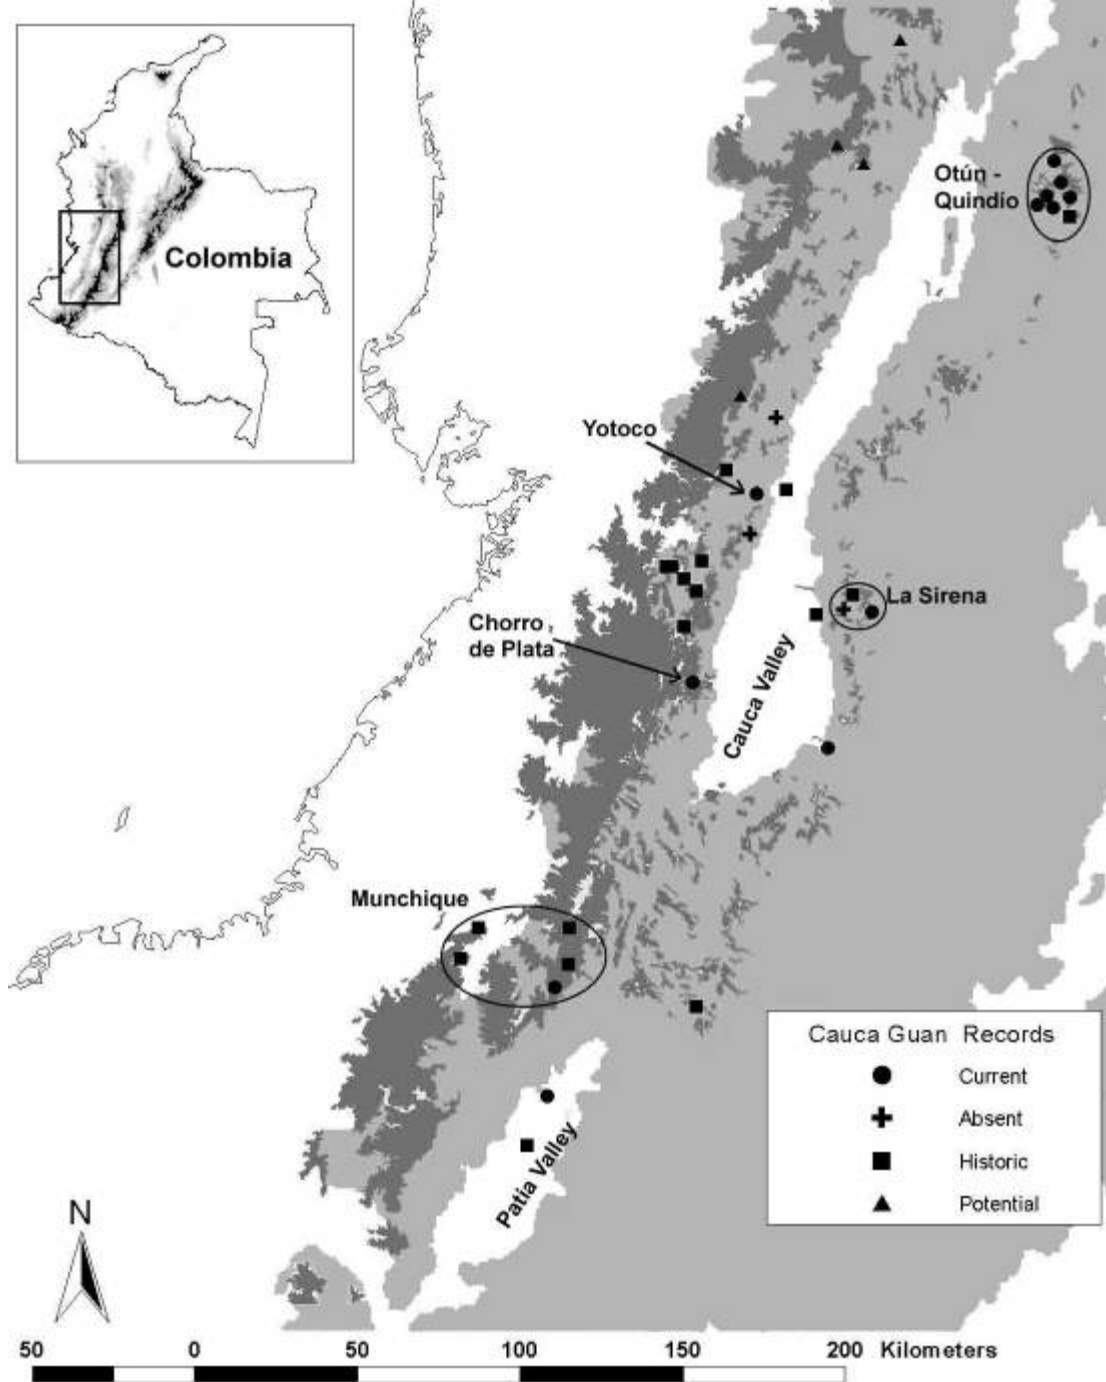 Colombia
Otún -
Quindío
Yotoco
La Sirena
Chorro
de Plata
Cauca Valley
Munchique
Patia Valley
Cauca Guan Records
Current
Absent
Historic
Potential
N
50 0 50 100 150 200 Kilometers